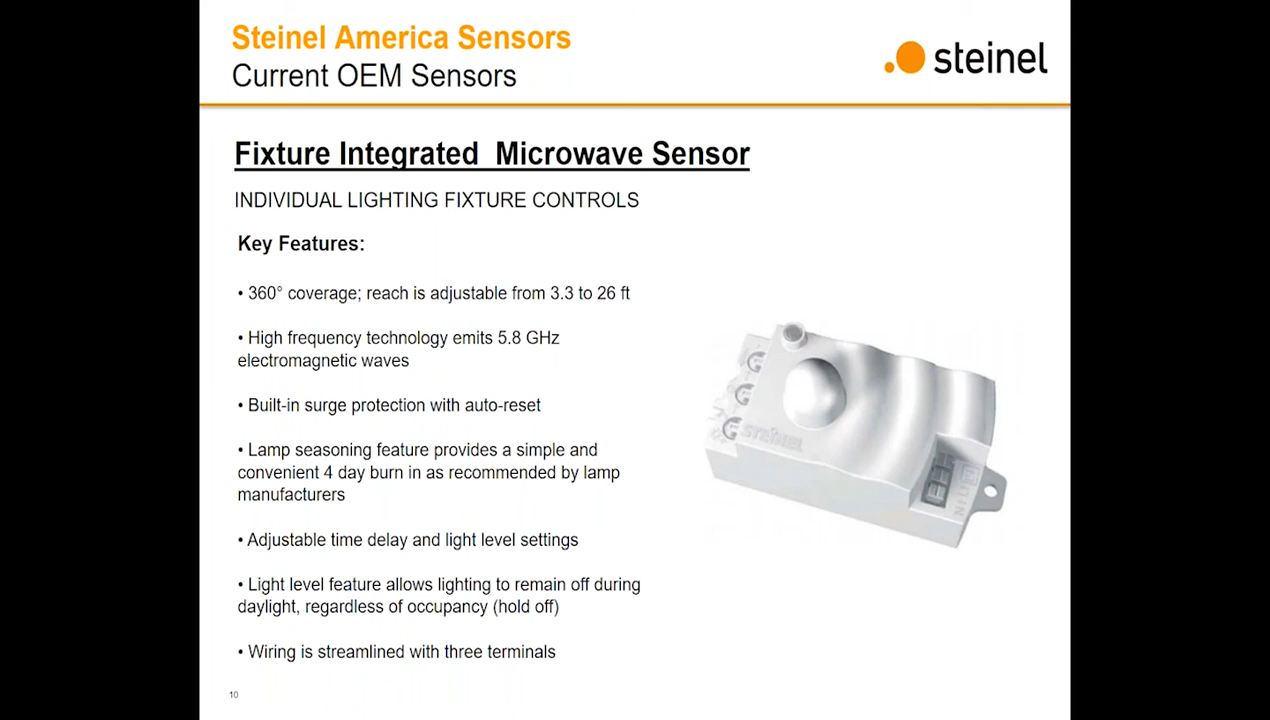 Steinel America Sensors
Current OEM Sensors
steinel
Fixture Integrated  Microwave Sensor
INDIVIDUAL LIGHTING FIXTURE CONTROLS
Key Features:
• 360° coverage; reach is adjustable from 3.3 to 26 ft
• High frequency technology emits 5.8 GHz
electromagnetic waves
• Built-in surge protection with auto-reset
• Lamp seasoning feature provides a simple and
convenient 4 day burn in as recommended by lamp
manufacturers
• Adjustable time delay and light level settings
• Light level feature allows lighting to remain off during
daylight, regardless of occupancy (hold off)
• Wiring is streamlined with three terminals
STEINEL
10